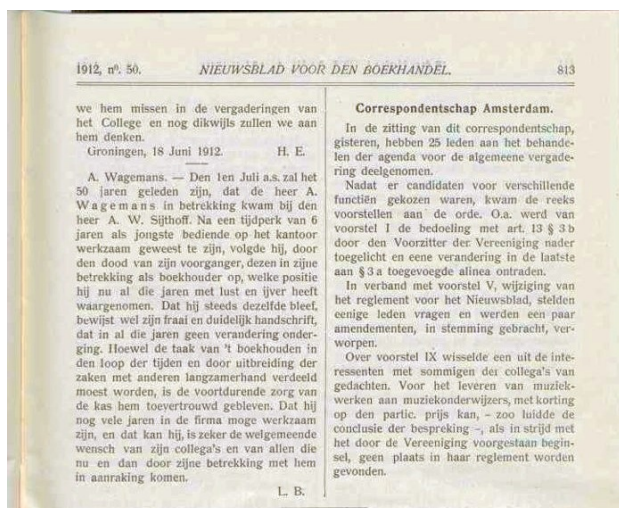 1912, nº. 50. NIEUWSBLAD VOOR DEN BOEKHANDEL. 813
we hem missen in de vergaderingen van
het College en nog dikwijls zullen we aan
hem denken.
Groningen, 18 Juni 1912. H. E.
A. Wagemans. — Den 1en Juli a.s. zal het
50 jaren geleden zijn, dat de heer A.
Wagemans in betrekking kwam bij den
heer A. W. Sijthoff. Na een tijdperk van 6
jaren als jongste bediende op het kantoor
werkzaam geweest te zijn, volgde hij, door
den dood van zijn voorganger, dezen in zijne
betrekking als boekhouder op, welke positie
hij nu al die jaren met lust en ijver heeft
waargenomen. Dat hij steeds dezelfde bleef,
bewijst wel zijn fraai en duidelijk handschrift,
dat in al die jaren geen verandering onder-
ging. Hoewel de taak van 't boekhouden in
den loop der tijden en door uitbreiding der
zaken met anderen langzamerhand verdeeld
moest worden, is de voortdurende zorg van
de kas hem toevertrouwd gebleven. Dat hij
nog vele jaren in de firma moge werkzaam
zijn, en dat kan hij, is zeker de welgemeende
wensch van zijn collega's en van allen die
nu en dan door zijne betrekking met hem
in aanraking komen.
L. B.
Correspondentschap Amsterdam.
In de zitting van dit correspondentschap,
gisteren, hebben 25 leden aan het behande-
len der agenda voor de algemeene vergade-
ring deelgenomen.
Nadat er candidaten voor verschillende
functiën gekozen waren, kwam de reeks
voorstellen aan de orde. O.a. werd van
voorstel I de bedoeling met art. 13 § 3 b
door den Voorzitter der Vereeniging nader
toegelicht en eene verandering in de laatste
aan § 3 a toegevoegde alinea ontraden.
In verband met voorstel V, wijziging van
het reglement voor het Nieuwsblad, stelden
eenige leden vragen en werden een paar
amendementen, in stemming gebracht, ver-
worpen.
Over voorstel IX wisselde een uit de inte-
ressenten met sommigen der collega's van
gedachten. Voor het leveren van muziek-
werken aan muziekonderwijzers, met korting
op den partic. prijs kan, – zoo luidde de
conclusie der bespreking –, als in strijd met
het door de Vereeniging voorgestaan begin-
sel, geen plaats in haar reglement worden
gevonden.